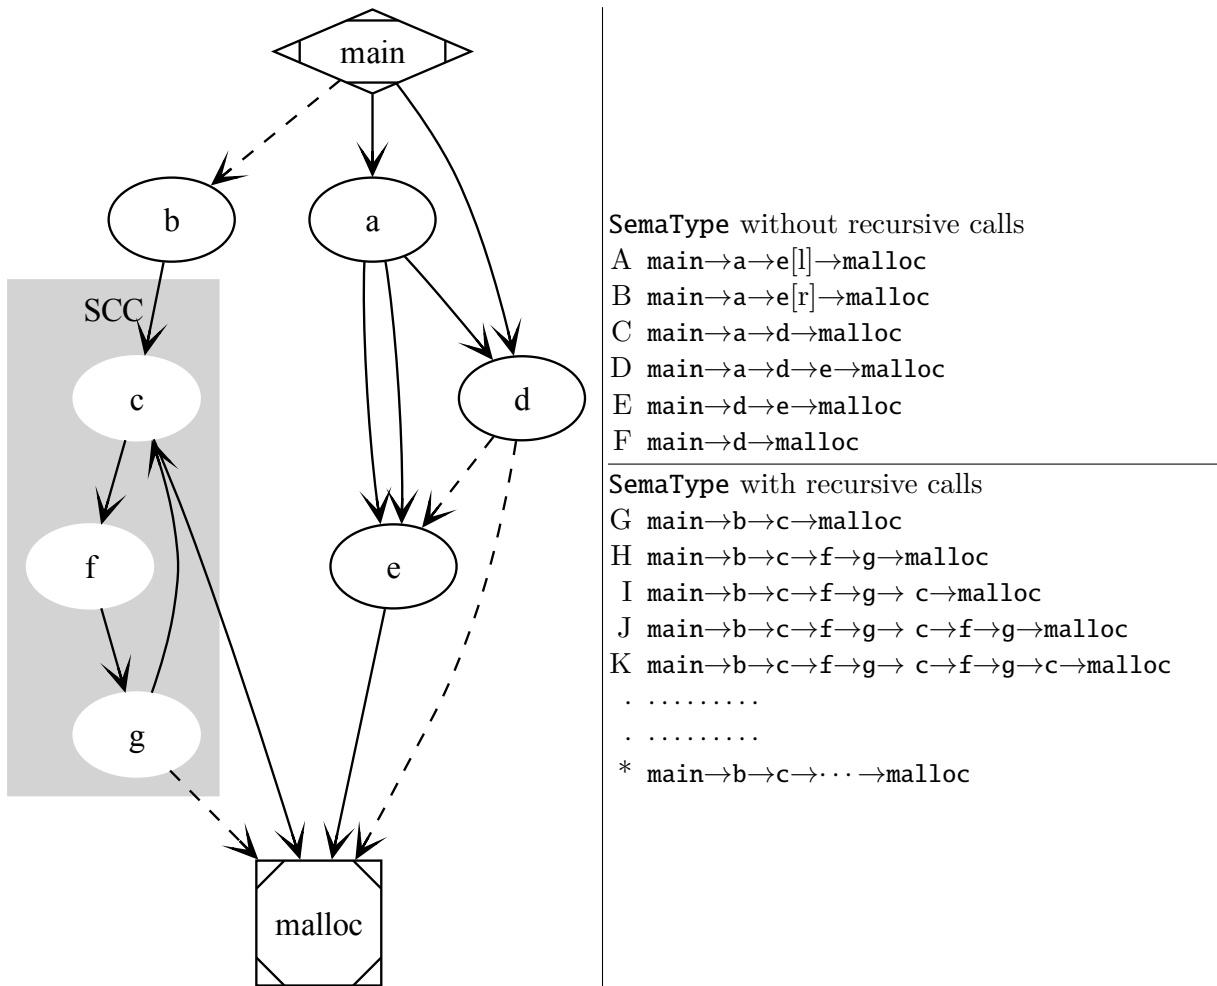 main
b
a
SCC
c
d
f
e
g
malloc
SemaType without recursive calls
A main→a→e[l]→malloc
B main→a→e[r]→malloc
C main→a→d→malloc
D main→a→d→e→malloc
E main→d→e→malloc
F main→d→malloc
SemaType with recursive calls
G main→b→c→malloc
H main→b→c→f→g→malloc
I main→b→c→f→g→ c→malloc
J main→b→c→f→g→ c→f→g→malloc
K main→b→c→f→g→ c→f→g→c→malloc
. ·········
. ·········
* main→b→c→···→malloc